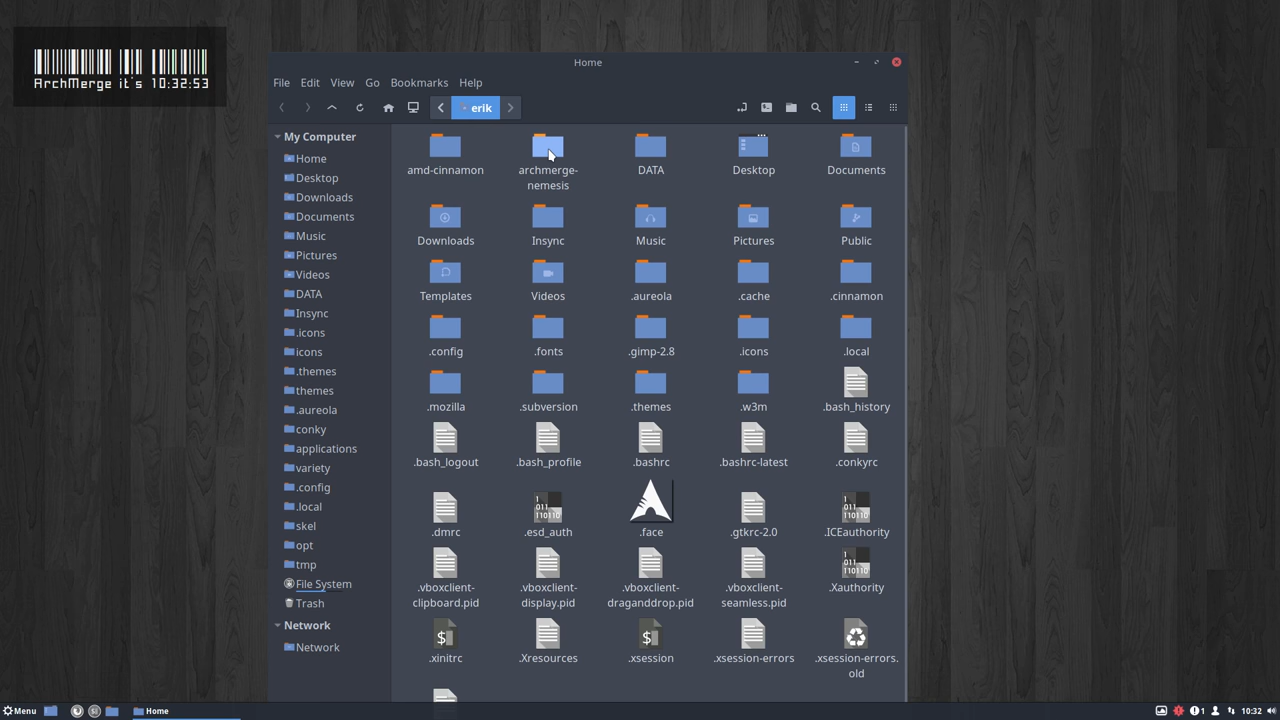 ArchMerge it's 10:32:53
Home
File Edit View Go Bookmarks Help
erik
My Computer
Home
Desktop
Downloads
Documents
Music
Pictures
Videos
DATA
Insync
.icons
icons
.themes
themes
.aureola
conky
applications
variety
.config
.local
skel
opt
tmp
File System
Trash
Network
Network
amd-cinnamon
archmerge-
nemesis
DATA
Desktop
Documents
Downloads
Insync
Music
Pictures
Public
Templates
Videos
.aureola
.cache
.cinnamon
.config
.fonts
.gimp-2.8
.icons
.local
.mozilla
.subversion
.themes
.w3m
.bash_history
.bash_logout
.bash_profile
.bashrc
.bashrc-latest
.conkyrc
.dmrc
.esd_auth
.face
.gtkrc-2.0
.ICEauthority
.vboxclient-
clipboard.pid
.vboxclient-
display.pid
.vboxclient-
draganddrop.pid
.vboxclient-
seamless.pid
.Xauthority
.xinitrc
.Xresources
.xsession
.xsession-errors
.xsession-errors.
old
Menu
Home
1
10:32